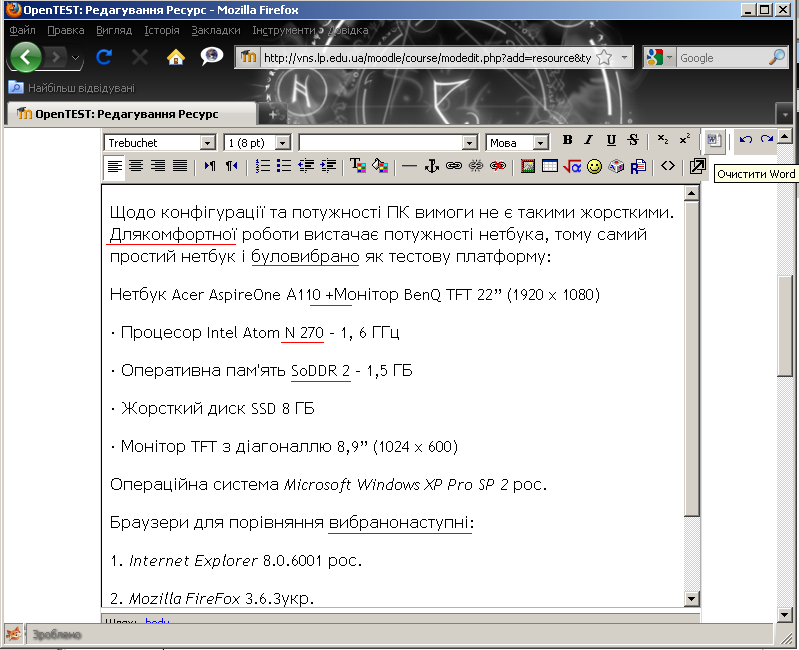 OpenTEST: Редагування Ресурс - Mozilla Firefox
Файл Правка Вигляд Історія Закладки Інструменти Довідка
http://vns.lp.edu.ua/moodle/course/modedit.php?add=resource&ty Google
Найбільш відвідувані
OpenTEST: Редагування Ресурс
Trebuchet 1 (8 pt) Мова B I U S x₂ x²
Очистити Word
Щодо конфігурації та потужності ПК вимоги не є такими жорсткими.
Длякомфортної роботи вистачає потужності нетбука, тому самий
простий нетбук і буловибрано як тестову платформу:
Нетбук Acer AspireOne A110 +Монітор BenQ TFT 22” (1920 x 1080)
· Процесор Intel Atom N 270 - 1, 6 ГГц
· Оперативна пам'ять SoDDR 2 - 1,5 ГБ
· Жорсткий диск SSD 8 ГБ
· Монітор TFT з діагоналлю 8,9” (1024 x 600)
Операційна система Microsoft Windows XP Pro SP 2 рос.
Браузери для порівняння вибранонаступні:
1. Internet Explorer 8.0.6001 рос.
2. Mozilla FireFox 3.6.3укр.
Шлях: body
Зроблено